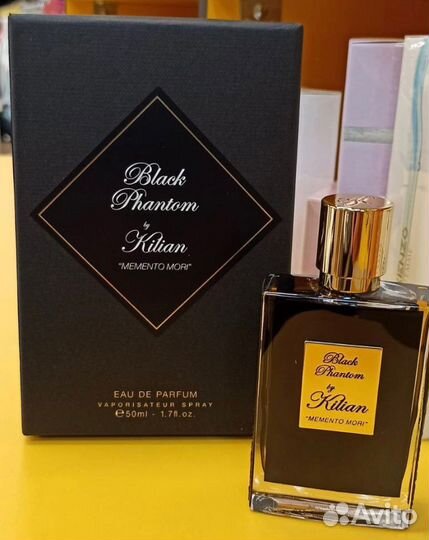 Black
Phantom
by
Kilian
"MEMENTO MORI"
EAU DE PARFUM
VAPORISATEUR SPRAY
℮50ml - 1.7fl.oz.
Black
Phantom
by
Kilian
"MEMENTO MORI"
Avito